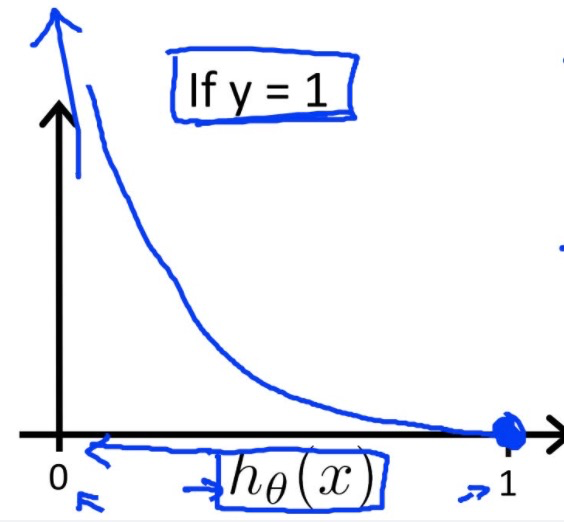 If y = 1
0
hθ(x)
1